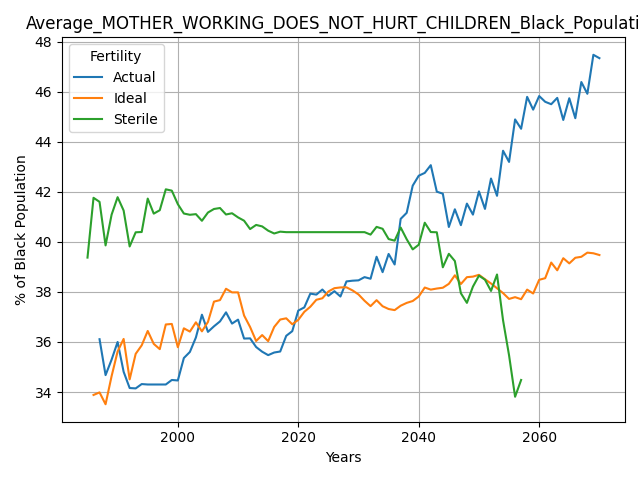 Average_MOTHER_WORKING_DOES_NOT_HURT_CHILDREN_Black_Populati
48
46
44
42
40
38
36
34
% of Black Population
Fertility
Actual
Ideal
Sterile
2000 2020 2040 2060
Years